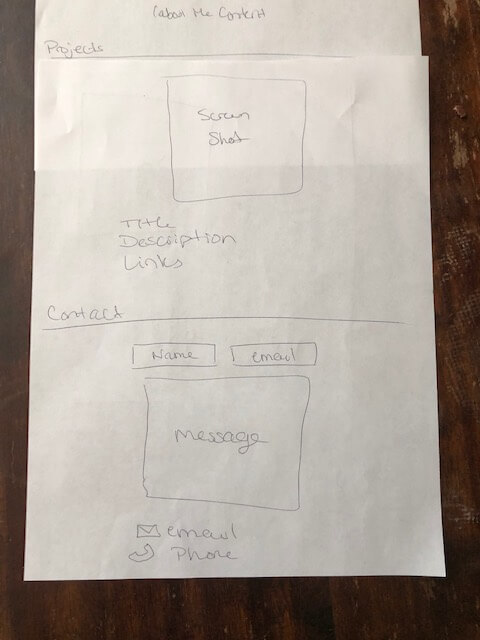 (about Me Content
Projects
Screen
Shot
Title
Description
Links
Contact
Name email
Message
email
Phone